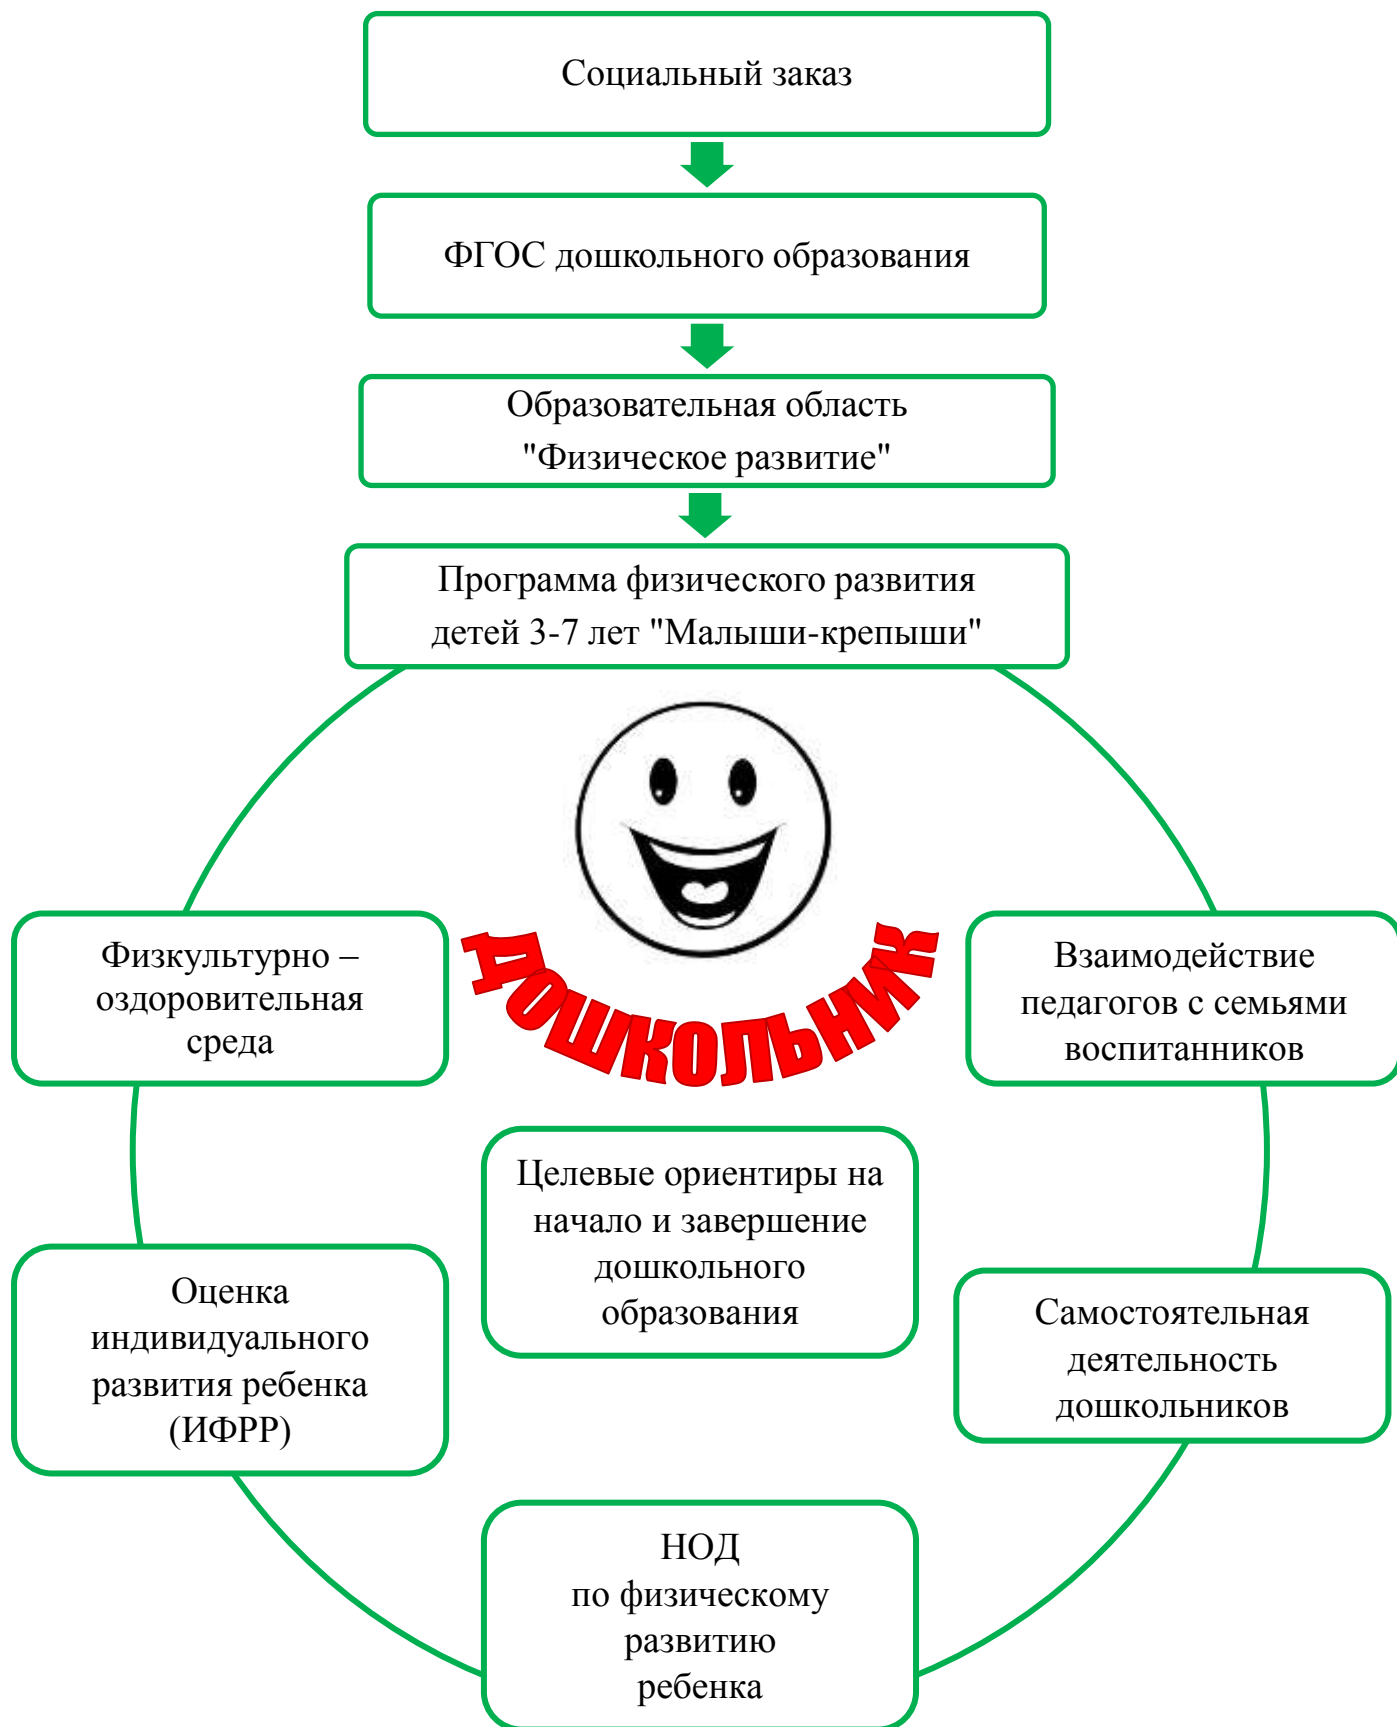 Социальный заказ
ФГОС дошкольного образования
Образовательная область
"Физическое развитие"
Программа физического развития
детей 3-7 лет "Малыши-крепыши"
ДОШКОЛЬНИК
Физкультурно –
оздоровительная
среда
Взаимодействие
педагогов с семьями
воспитанников
Целевые ориентиры на
начало и завершение
дошкольного
образования
Оценка
индивидуального
развития ребенка
(ИФРР)
Самостоятельная
деятельность
дошкольников
НОД
по физическому
развитию
ребенка